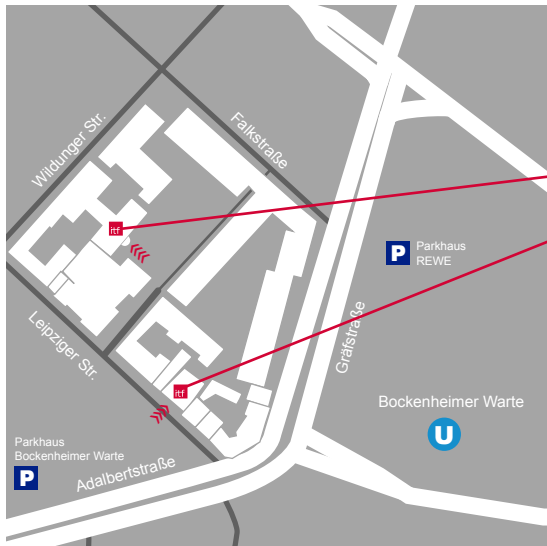 Wildunger Str.
Falkstraße
itf
P
Parkhaus
REWE
Leipziger Str.
Gräfstraße
itf
Bockenheimer Warte
U
Parkhaus
Bockenheimer Warte
P
Adalbertstraße